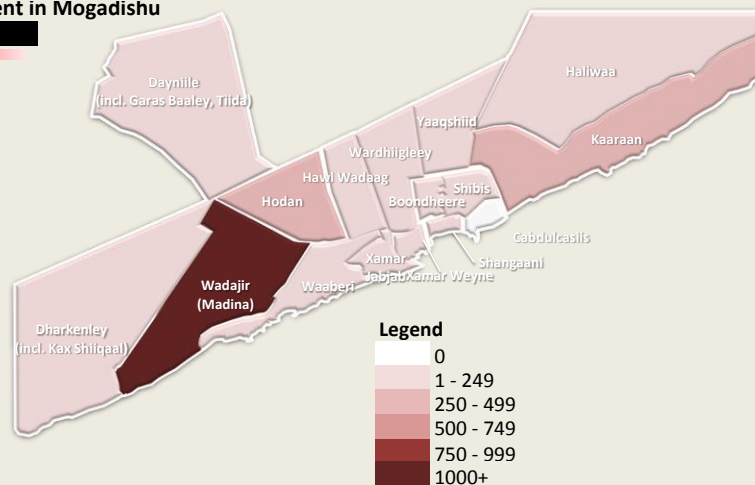 ent in Mogadishu
Haliwaa
Dayniile
(incl. Garas Baaley, Tiida)
Yaaqshiid
Kaaraan
Wardhiigleey
Hawl Wadaag
Shibis
Hodan
Boondheere
Cabdulcasiis
Xamar
Jabjab
Shangaani
Xamar Weyne
Wadajir
(Madina)
Waaberi
Dharkenley
(incl. Kax Shiiqaal)
Legend
0
1 - 249
250 - 499
500 - 749
750 - 999
1000+